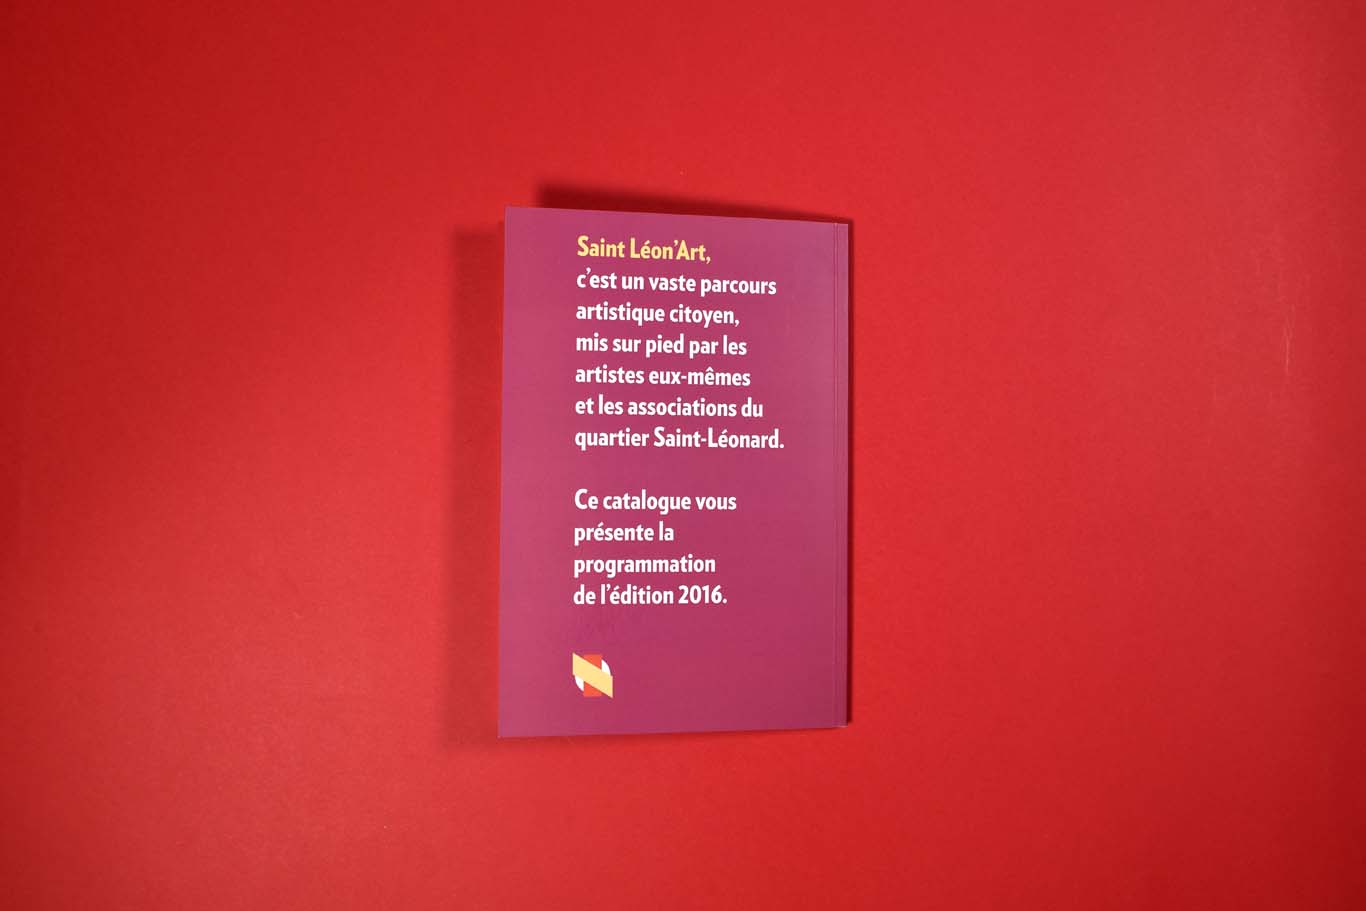 Saint Léon’Art,
c’est un vaste parcours
artistique citoyen,
mis sur pied par les
artistes eux-mêmes
et les associations du
quartier Saint-Léonard.
Ce catalogue vous
présente la
programmation
de l’édition 2016.